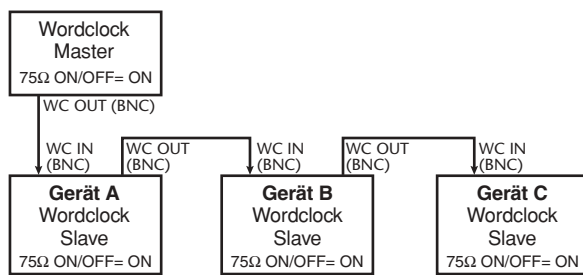 Wordclock
Master
75Ω ON/OFF= ON
WC OUT (BNC)
WC IN
(BNC)
WC OUT
(BNC)
WC IN
(BNC)
WC OUT
(BNC)
WC IN
(BNC)
Gerät A
Wordclock
Slave
75Ω ON/OFF= ON
Gerät B
Wordclock
Slave
75Ω ON/OFF= ON
Gerät C
Wordclock
Slave
75Ω ON/OFF= ON